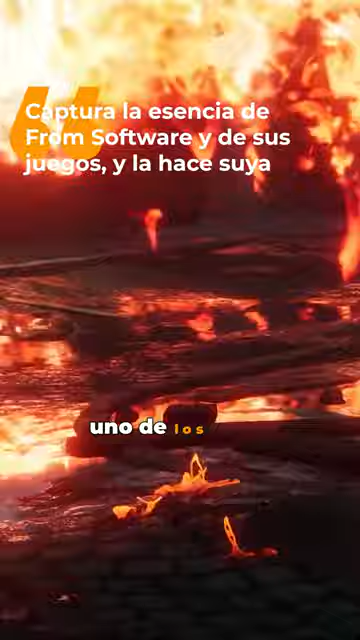 Captura la esencia de
From Software y de sus
juegos, y la hace suya
uno de los